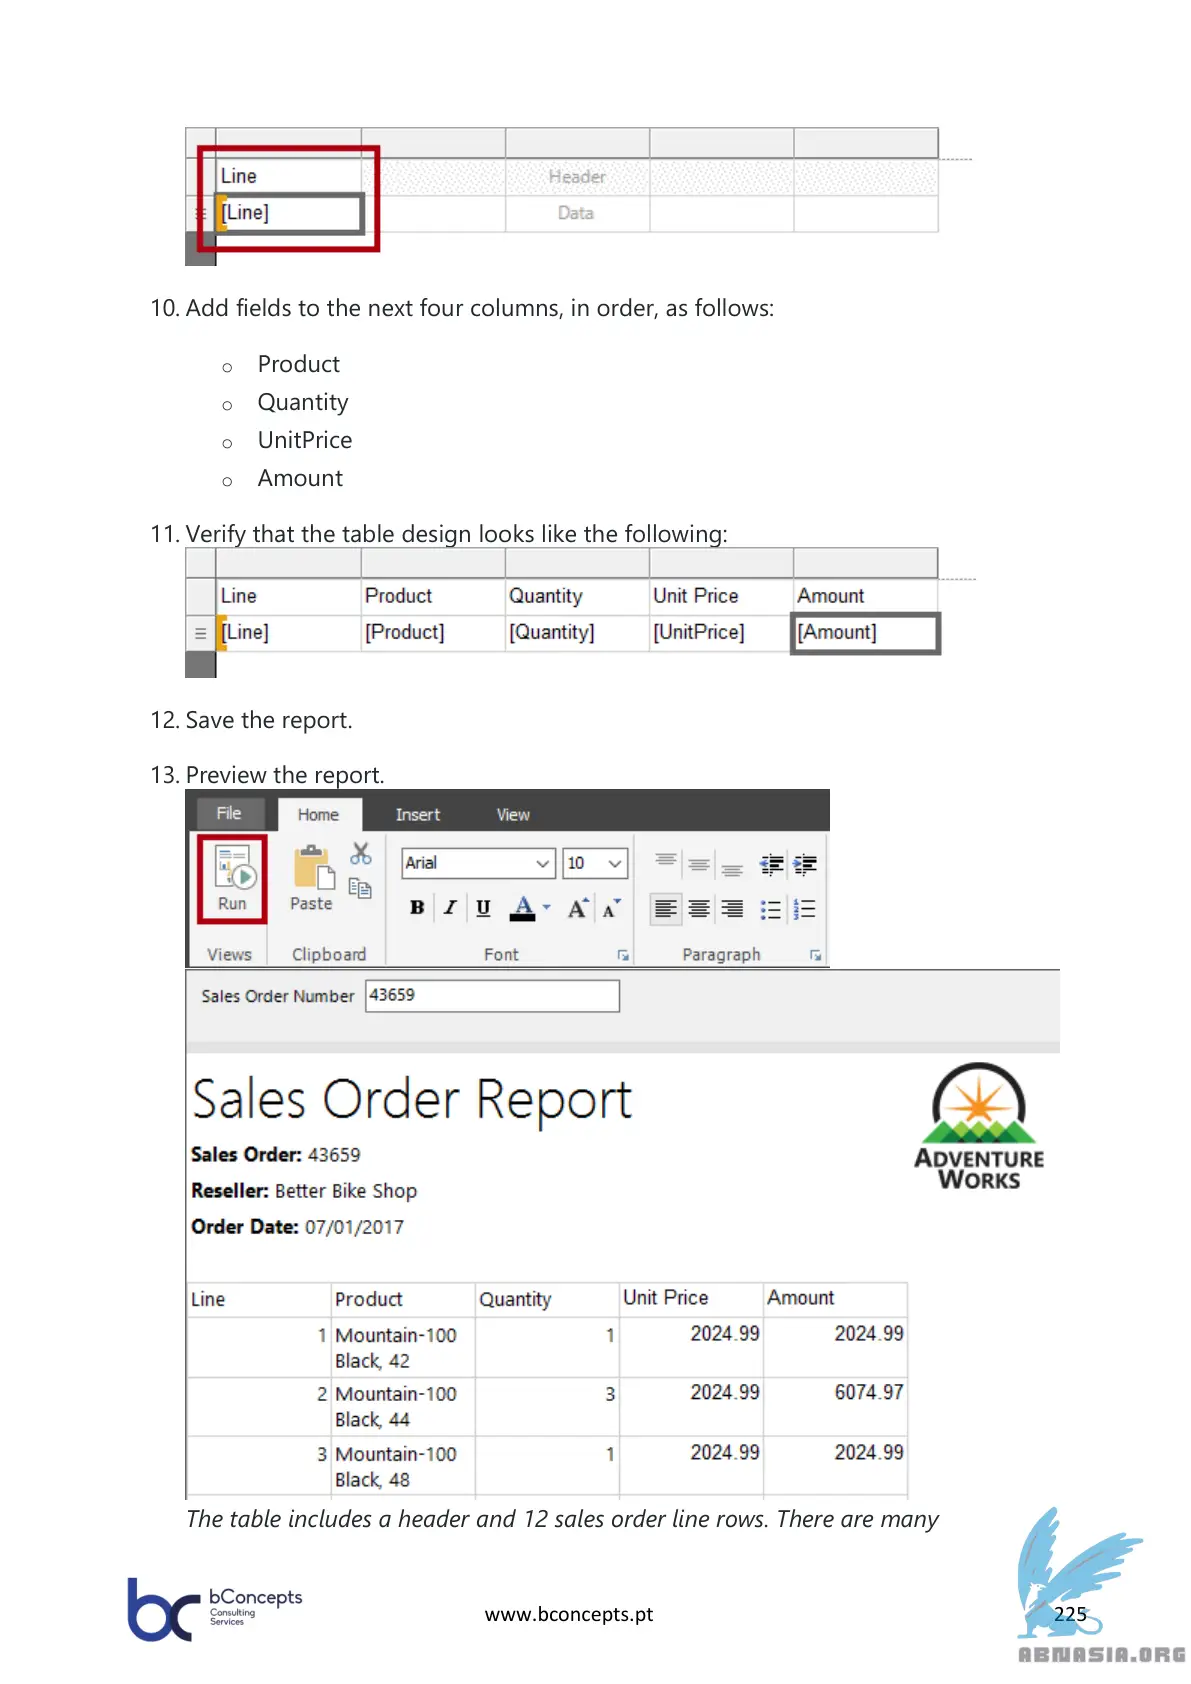 Line
Header
[Line]
Data
10. Add fields to the next four columns, in order, as follows:
o Product
o Quantity
o UnitPrice
o Amount
11. Verify that the table design looks like the following:
Line Product Quantity Unit Price Amount
[Line] [Product] [Quantity] [UnitPrice] [Amount]
12. Save the report.
13. Preview the report.
File Home Insert View
Arial 10
Run Paste B I U A A A
Views Clipboard Font Paragraph
Sales Order Number 43659
Sales Order Report
ADVENTURE
WORKS
Sales Order: 43659
Reseller: Better Bike Shop
Order Date: 07/01/2017
Line Product Quantity Unit Price Amount
1 Mountain-100 1 2024.99 2024.99
Black, 42
2 Mountain-100 3 2024.99 6074.97
Black, 44
3 Mountain-100 1 2024.99 2024.99
Black, 48
The table includes a header and 12 sales order line rows. There are many
bc bConcepts
Consulting
Services
www.bconcepts.pt
225
ABNASIA.ORG